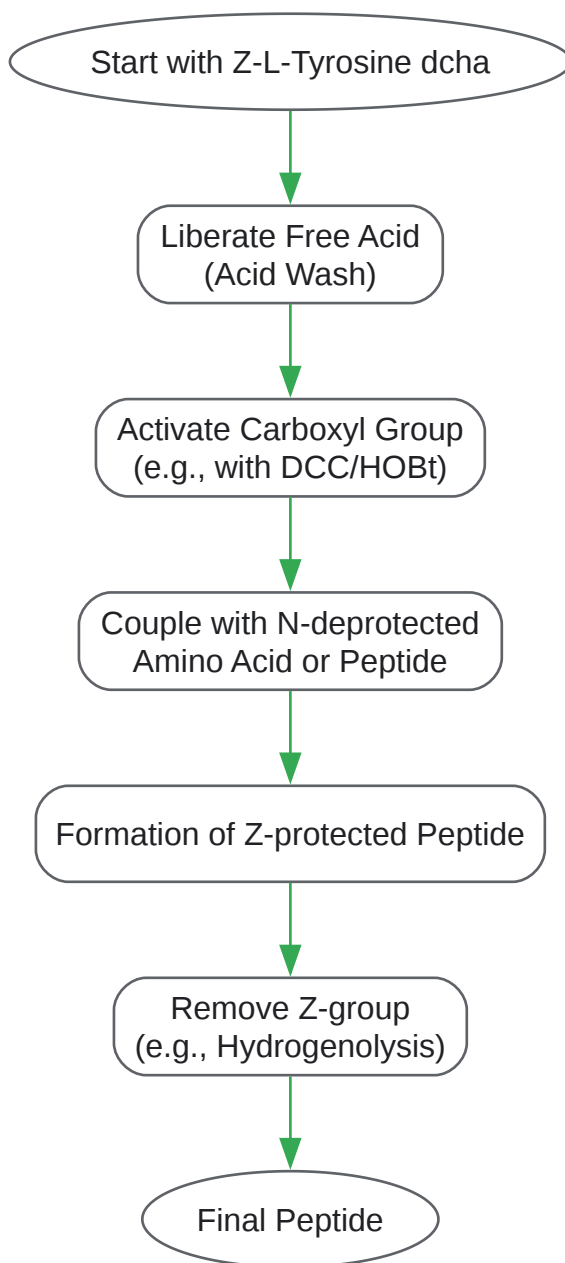 Start with Z-L-Tyrosine dcha
Liberate Free Acid
(Acid Wash)
Activate Carboxyl Group
(e.g., with DCC/HOBt)
Couple with N-deprotected
Amino Acid or Peptide
Formation of Z-protected Peptide
Remove Z-group
(e.g., Hydrogenolysis)
Final Peptide